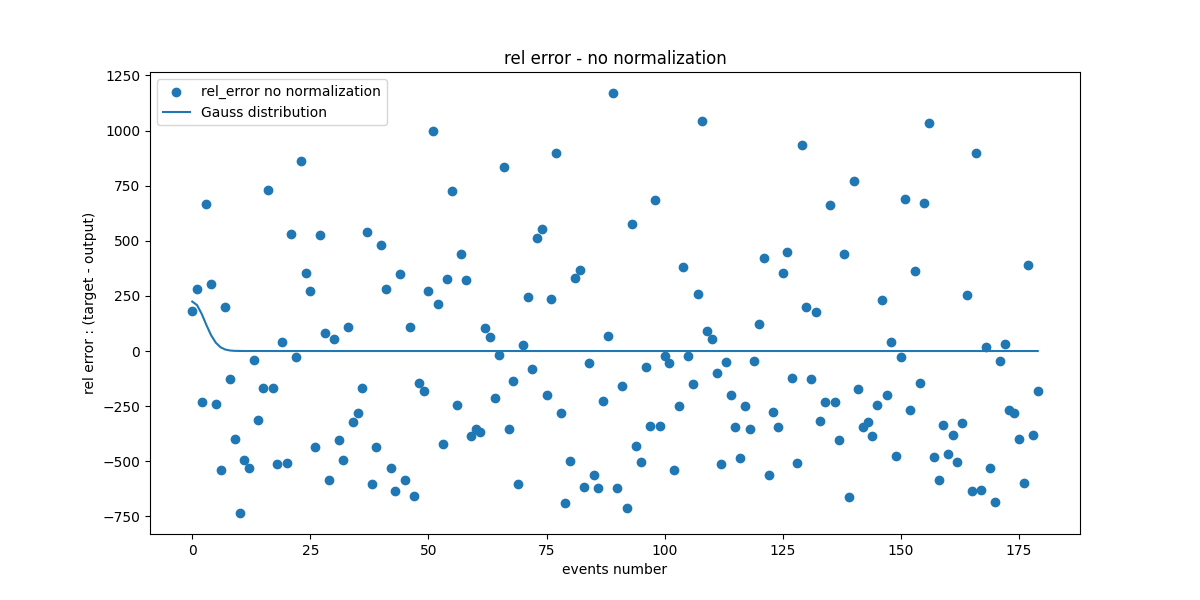 rel error - no normalization
rel_error no normalization
Gauss distribution
1250
1000
750
500
250
0
−250
−500
−750
rel error : (target - output)
0 25 50 75 100 125 150 175
events number